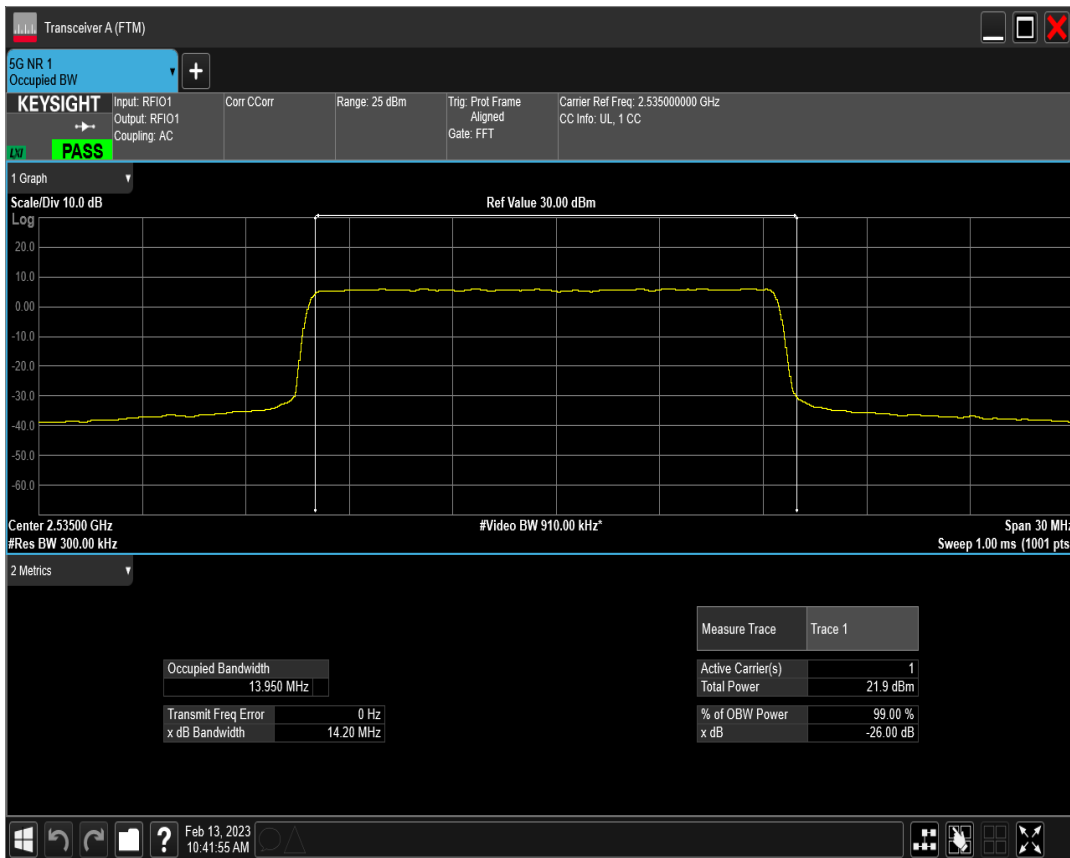 Transceiver A (FTM)
5G NR 1
Occupied BW
+
KEYSIGHT
LXI
PASS
Input: RFIO1
Output: RFIO1
Coupling: AC
Corr CCorr
Range: 25 dBm
Trig: Prot Frame
Aligned
Gate: FFT
Carrier Ref Freq: 2.535000000 GHz
CC Info: UL, 1 CC
1 Graph
Scale/Div 10.0 dB
Ref Value 30.00 dBm
Log
20.0
10.0
0.00
-10.0
-20.0
-30.0
-40.0
-50.0
-60.0
Center 2.53500 GHz
#Video BW 910.00 kHz*
Span 30 MHz
#Res BW 300.00 kHz
Sweep 1.00 ms (1001 pts
2 Metrics
Measure Trace Trace 1
Occupied Bandwidth
13.950 MHz
Active Carrier(s) 1
Total Power 21.9 dBm
Transmit Freq Error 0 Hz
x dB Bandwidth 14.20 MHz
% of OBW Power 99.00 %
x dB -26.00 dB
?
Feb 13, 2023
10:41:55 AM